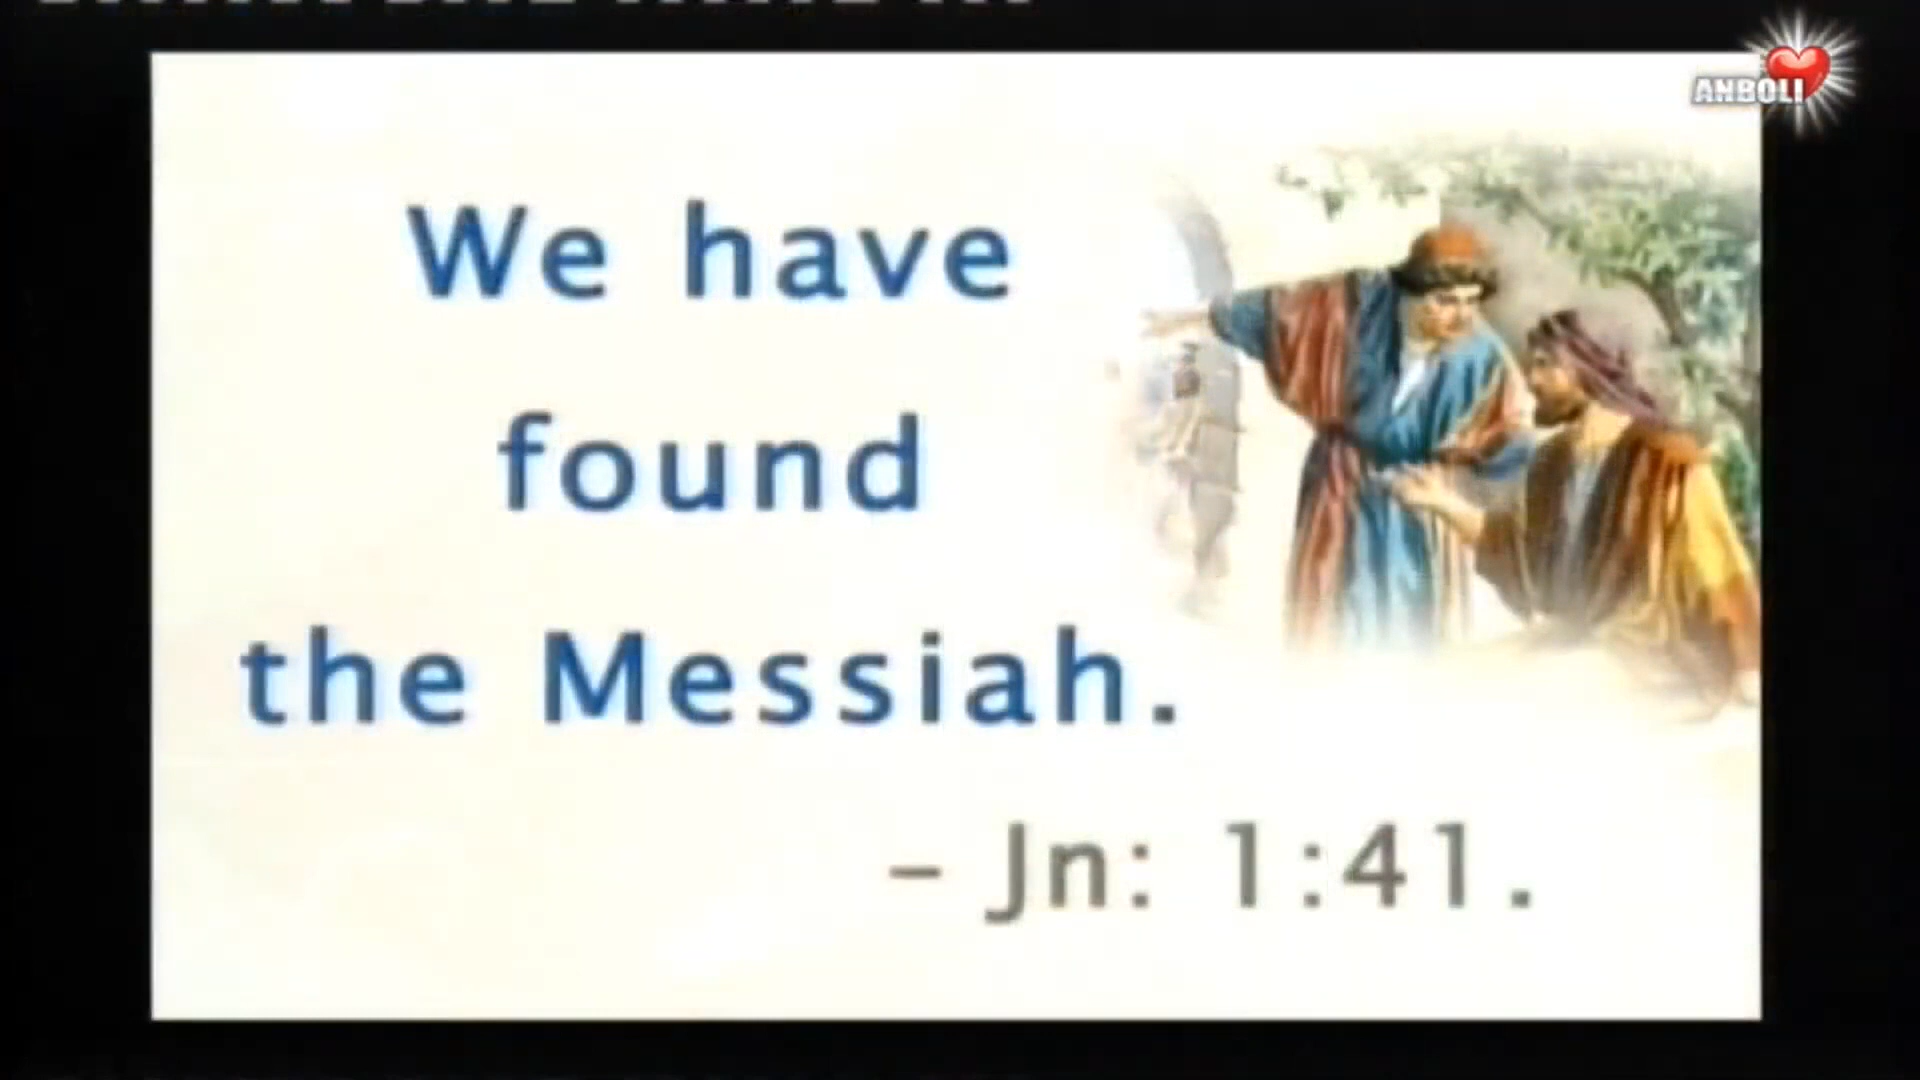 ANBOLI
We have
found
the Messiah.
– Jn: 1:41.